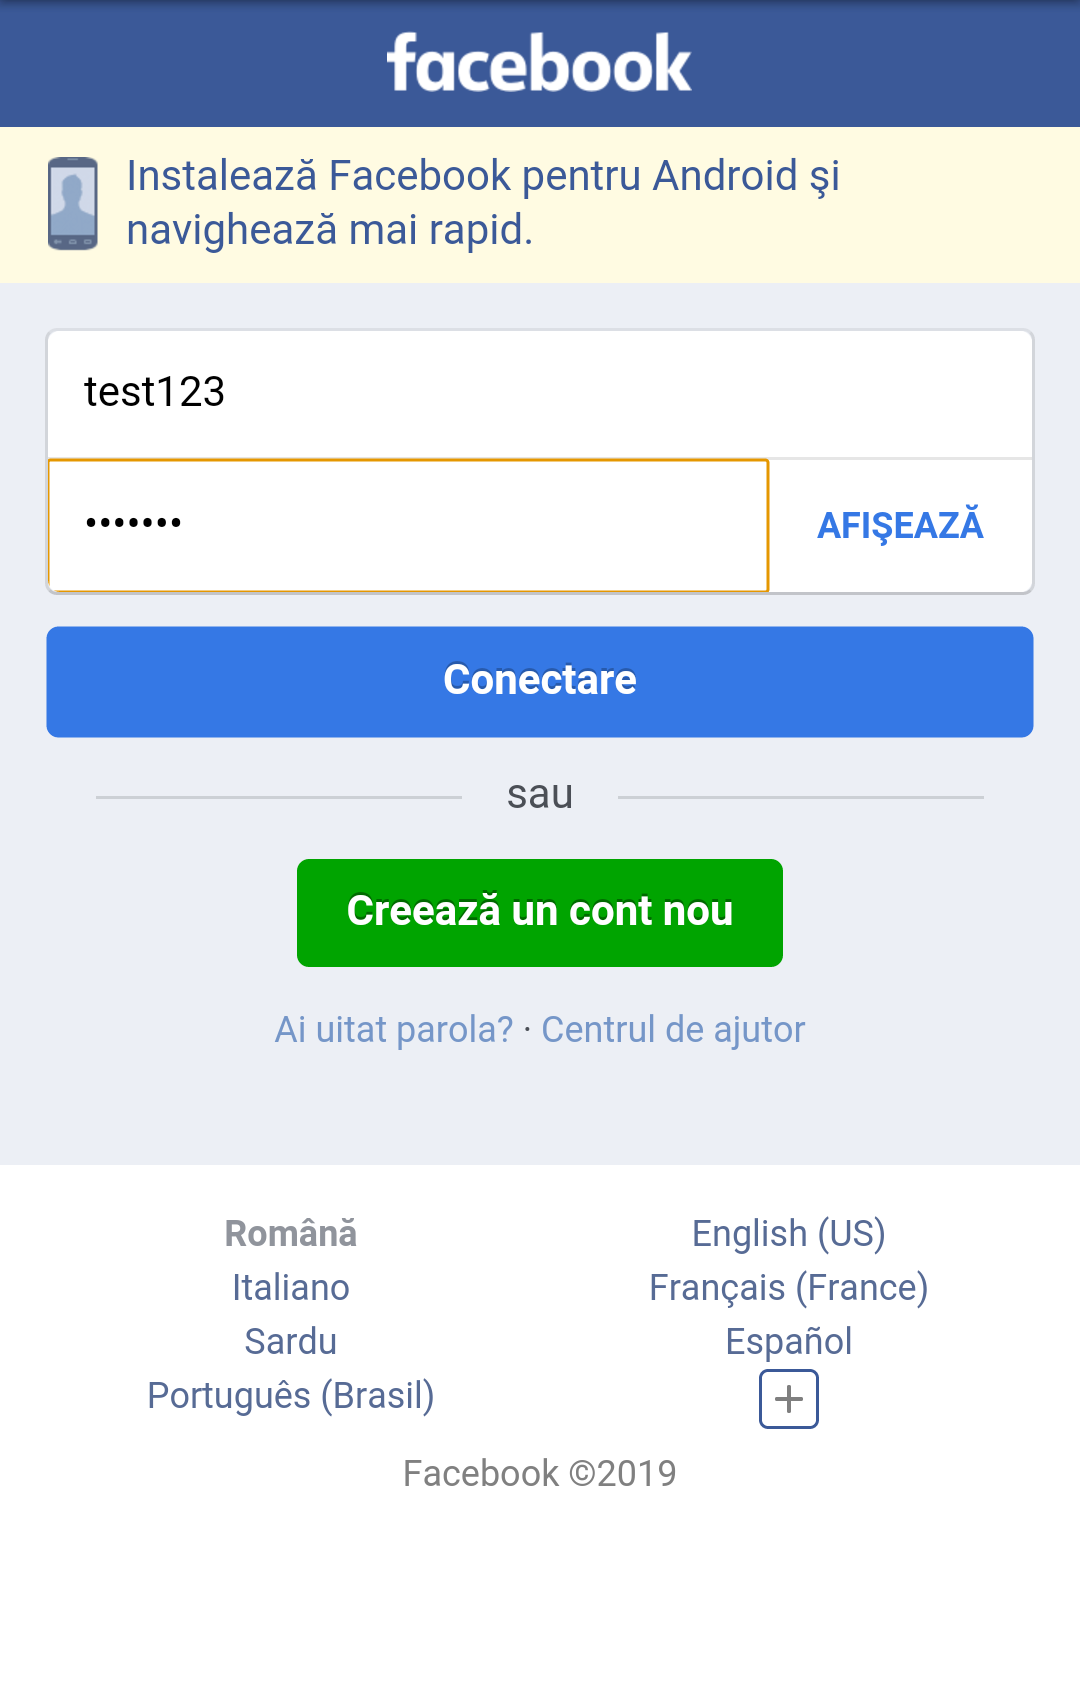 facebook
Instalează Facebook pentru Android şi
navighează mai rapid.
test123
•••••••
AFIŞEAZĂ
Conectare
sau
Creează un cont nou
Ai uitat parola? · Centrul de ajutor
Română
English (US)
Italiano
Français (France)
Sardu
Español
Português (Brasil)
+
Facebook ©2019